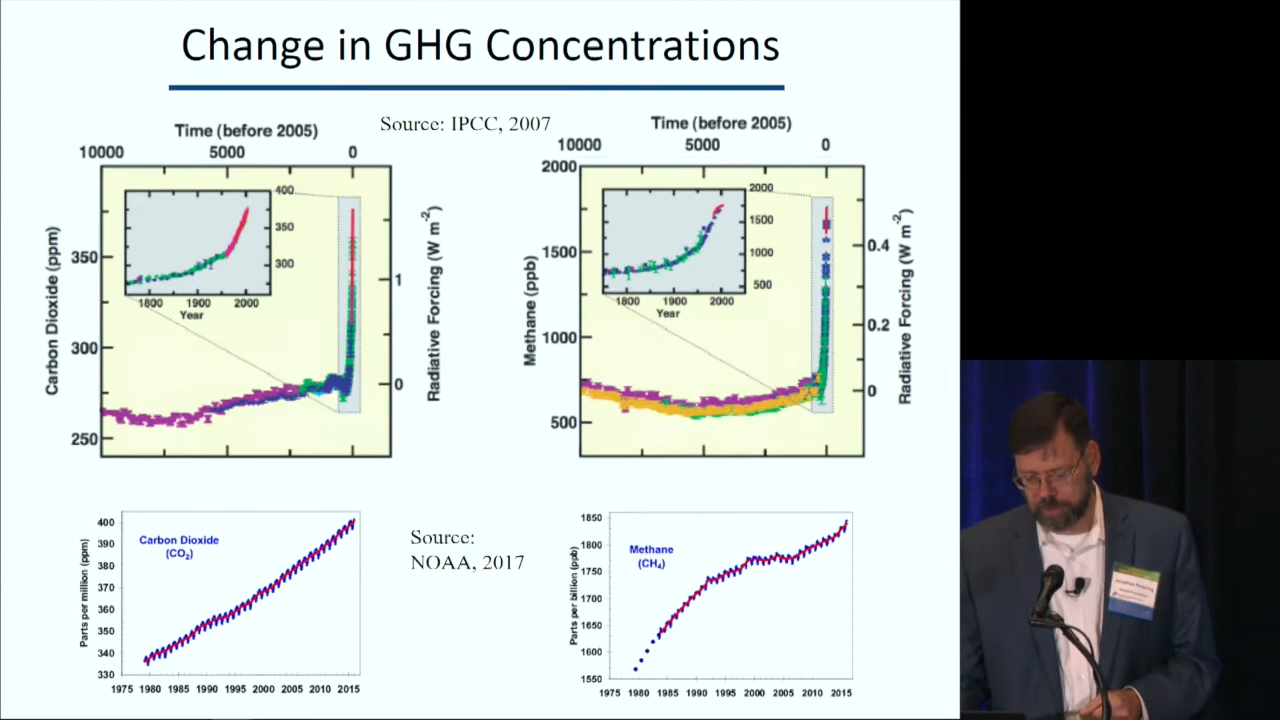 Change in GHG Concentrations
Source: IPCC, 2007
Time (before 2005)
10000 5000 0
Carbon Dioxide (ppm)
350
300
250
400
350
300
1800 1900 2000
Year
1
0
Radiative Forcing (W m-2)
Time (before 2005)
10000 5000 0
Methane (ppb)
2000
1500
1000
500
2000
1500
1000
500
1800 1900 2000
Year
0.4
0.2
0
Radiative Forcing (W m-2)
Parts per million (ppm)
400
390
380
370
360
350
340
330
Carbon Dioxide
(CO2)
1975 1980 1985 1990 1995 2000 2005 2010 2015
Source:
NOAA, 2017
Parts per billion (ppb)
1850
1800
1750
1700
1650
1600
1550
Methane
(CH4)
1975 1980 1985 1990 1995 2000 2005 2010 2015
Jonathan